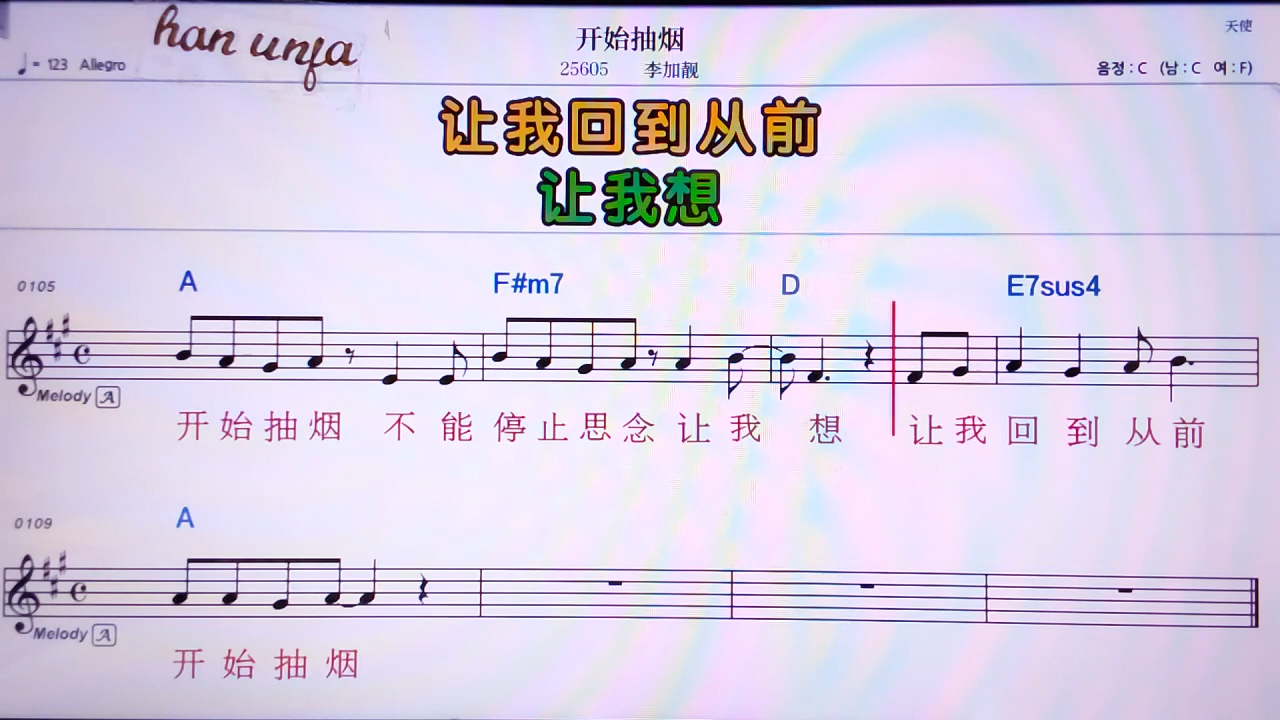 han unfa
开始抽烟
天使
♩= 123 Allegro
25605 李加靓
음정 : C (남 : C 여 : F)
让我回到从前
让我想
0105 A F#m7 D E7sus4
Melody A
开始抽烟 不能停止思念让我 想 让我回到从前
0109 A
Melody A
开始抽烟